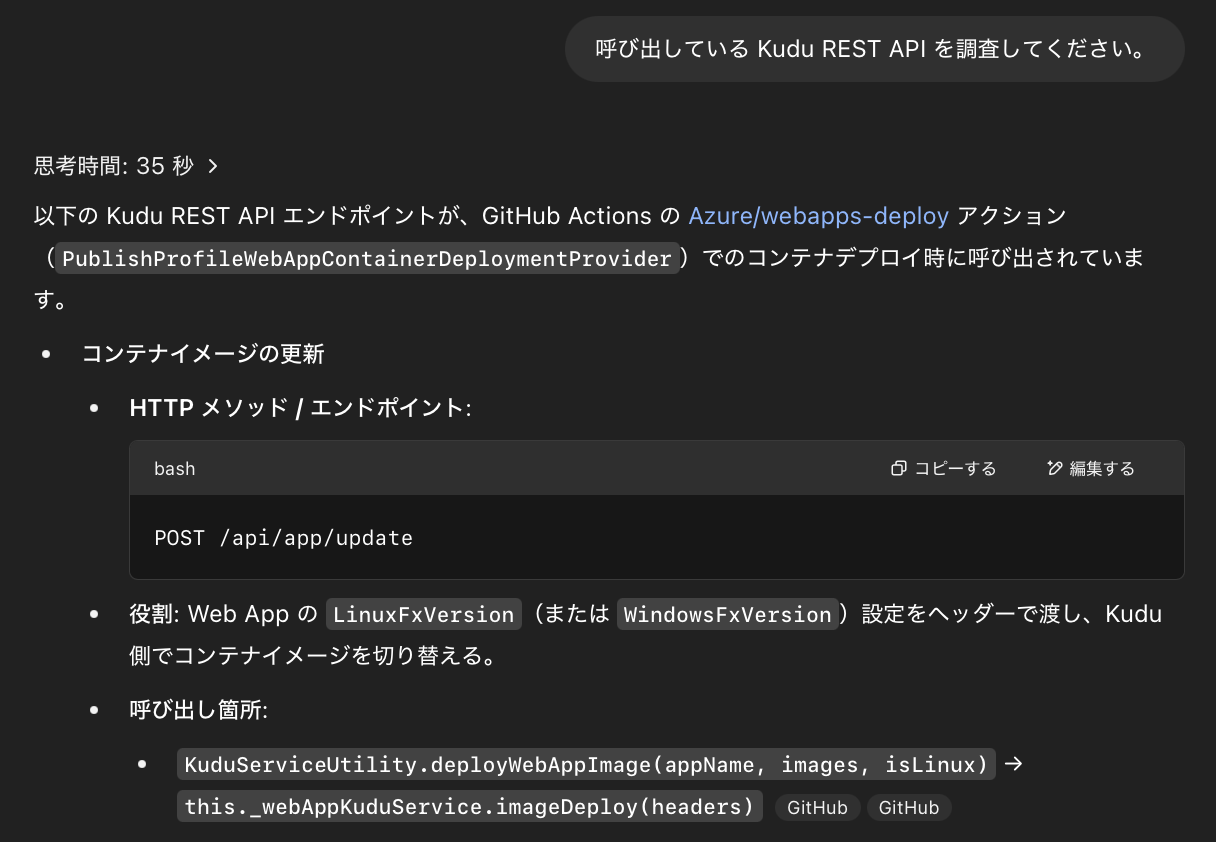 呼び出している Kudu REST API を調査してください。
思考時間: 35 秒
以下の Kudu REST API エンドポイントが、GitHub Actions の Azure/webapps-deploy アクション
（PublishProfileWebAppContainerDeploymentProvider）でのコンテナデプロイ時に呼び出されていま
す。
• コンテナイメージの更新
• HTTP メソッド / エンドポイント:
bash コピーする 編集する
POST /api/app/update
• 役割: Web App の LinuxFxVersion（または WindowsFxVersion）設定をヘッダーで渡し、Kudu
側でコンテナイメージを切り替える。
• 呼び出し箇所:
• KuduServiceUtility.deployWebAppImage(appName, images, isLinux) →
this._webAppKuduService.imageDeploy(headers) GitHub GitHub